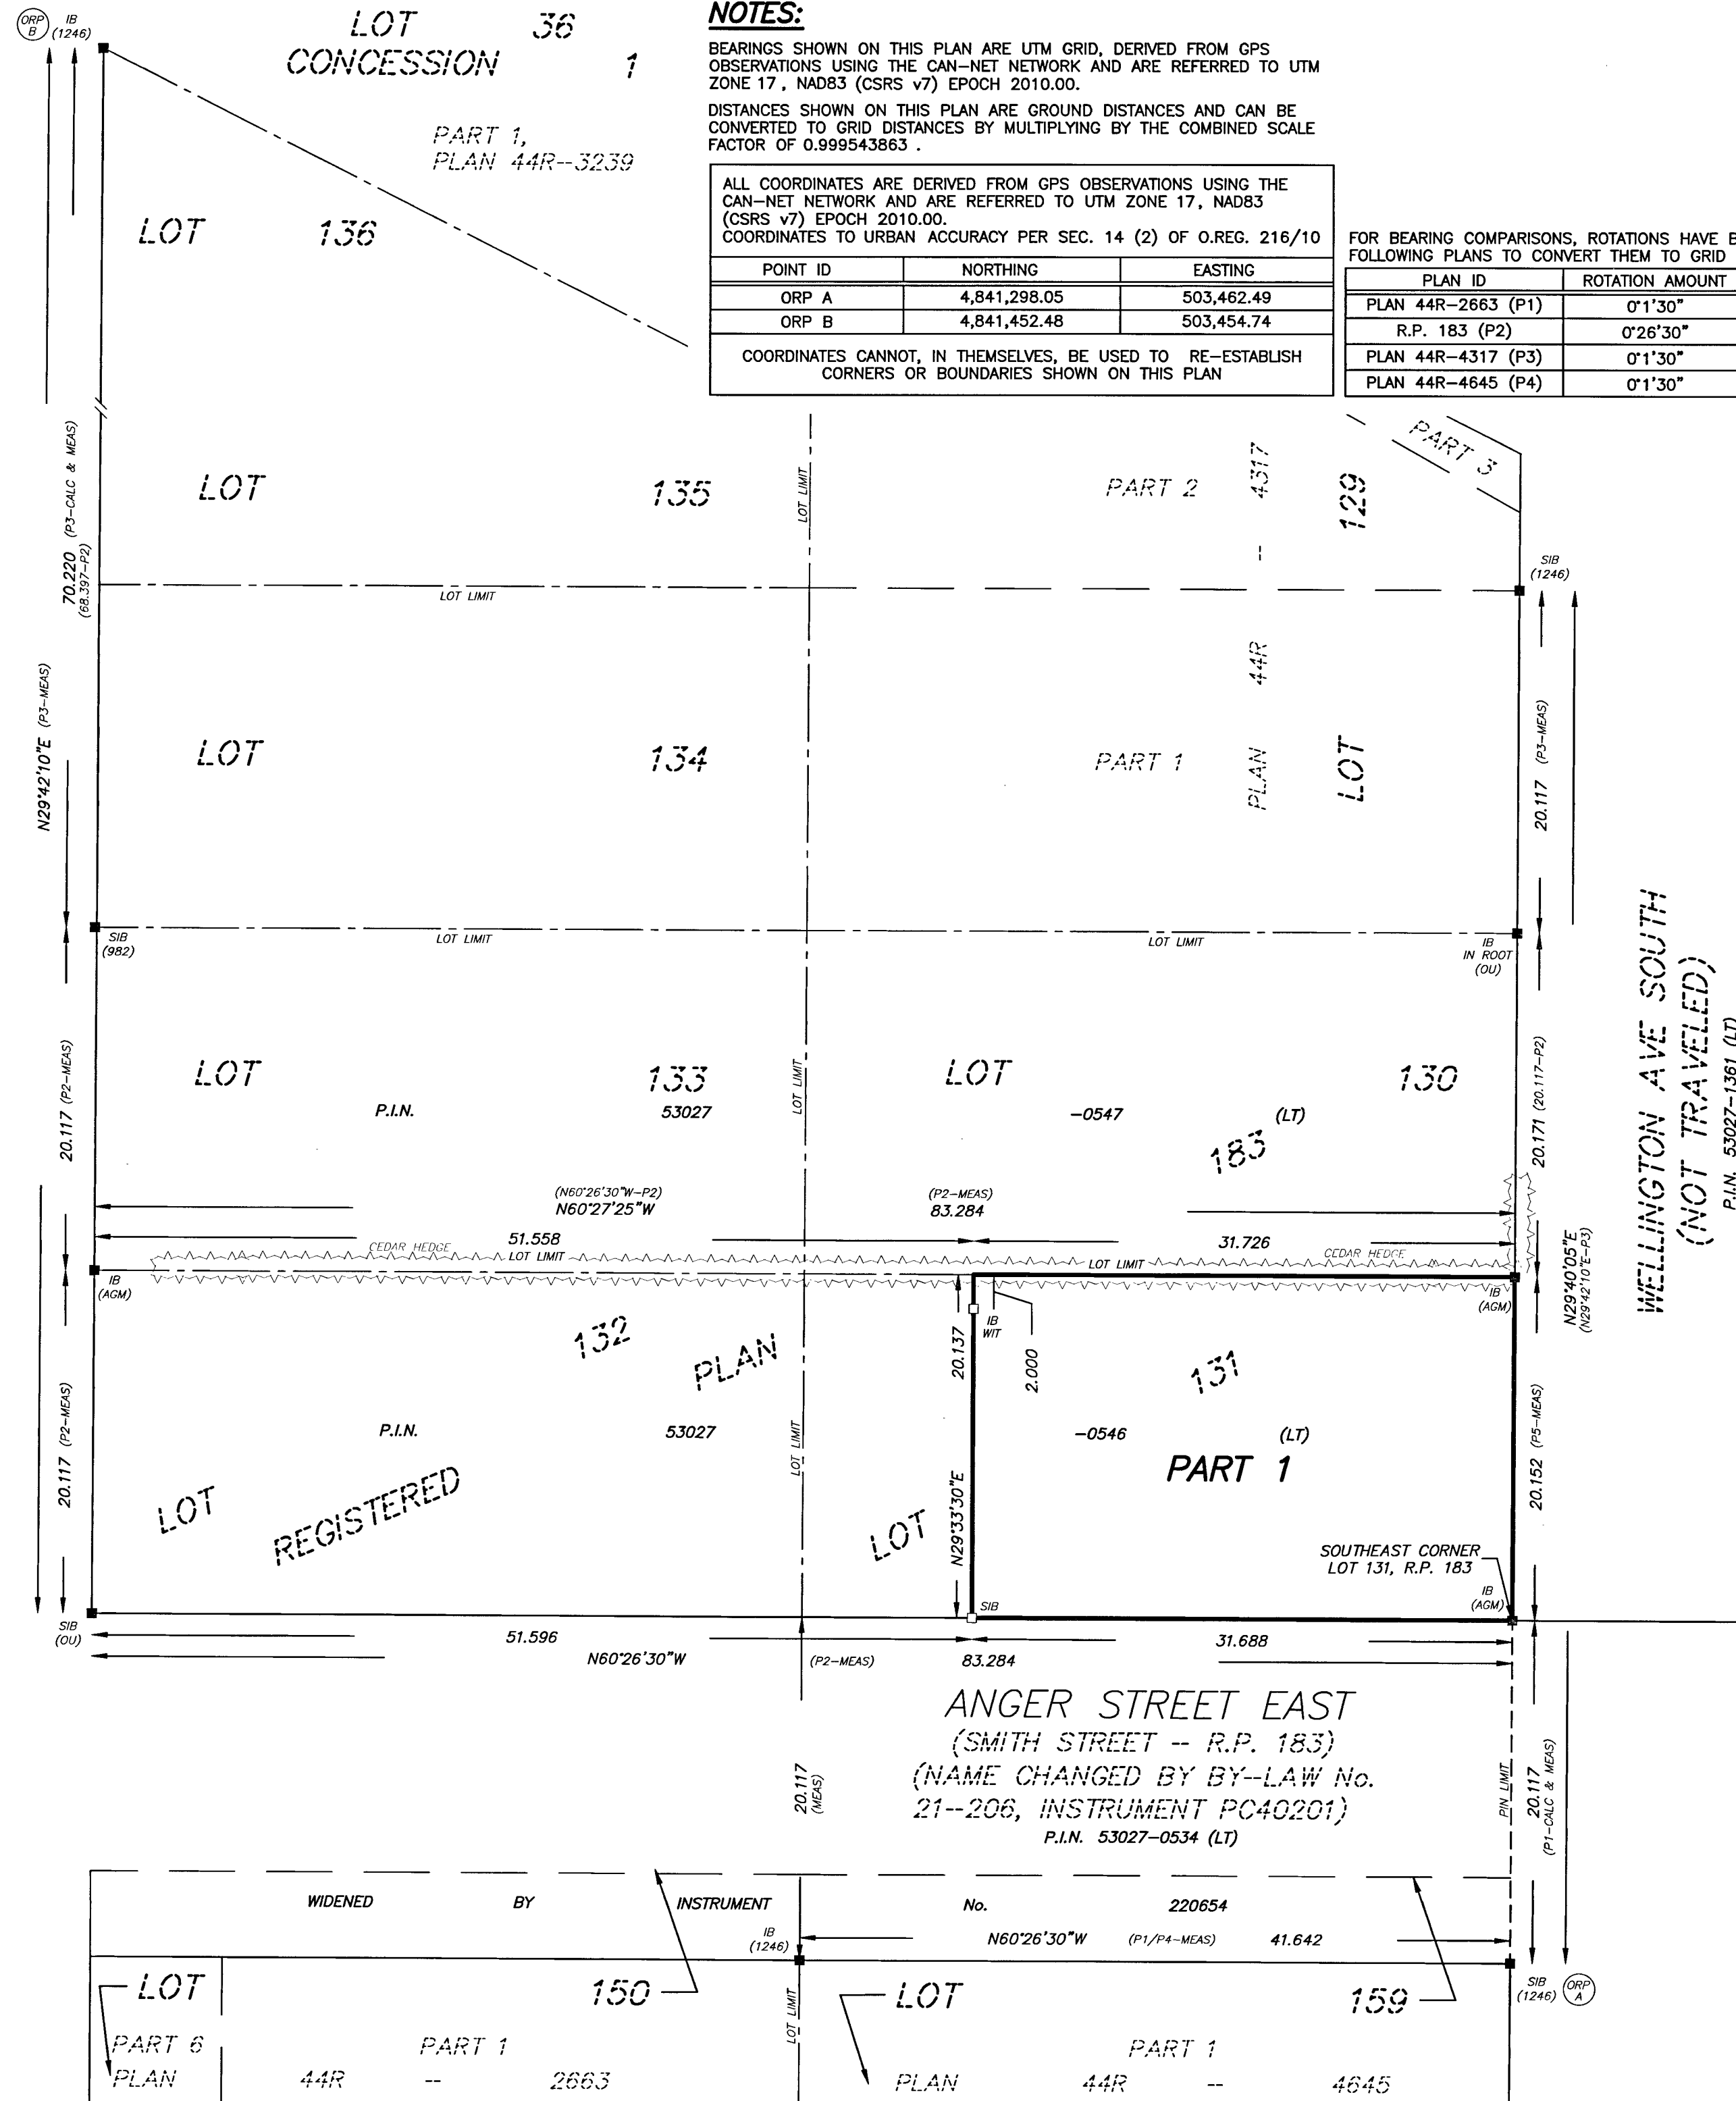 ORP
B
IB
(1246)
LOT 36
CONCESSION 1
PART 1,
PLAN 44R--3239
LOT 136
NOTES:
BEARINGS SHOWN ON THIS PLAN ARE UTM GRID, DERIVED FROM GPS
OBSERVATIONS USING THE CAN-NET NETWORK AND ARE REFERRED TO UTM
ZONE 17 , NAD83 (CSRS v7) EPOCH 2010.00.
DISTANCES SHOWN ON THIS PLAN ARE GROUND DISTANCES AND CAN BE
CONVERTED TO GRID DISTANCES BY MULTIPLYING BY THE COMBINED SCALE
FACTOR OF 0.999543863 .
ALL COORDINATES ARE DERIVED FROM GPS OBSERVATIONS USING THE
CAN-NET NETWORK AND ARE REFERRED TO UTM ZONE 17, NAD83
(CSRS v7) EPOCH 2010.00.
COORDINATES TO URBAN ACCURACY PER SEC. 14 (2) OF O.REG. 216/10
POINT ID NORTHING EASTING
ORP A 4,841,298.05 503,462.49
ORP B 4,841,452.48 503,454.74
COORDINATES CANNOT, IN THEMSELVES, BE USED TO RE-ESTABLISH
CORNERS OR BOUNDARIES SHOWN ON THIS PLAN
FOR BEARING COMPARISONS, ROTATIONS HAVE B
FOLLOWING PLANS TO CONVERT THEM TO GRID
PLAN ID ROTATION AMOUNT
PLAN 44R-2663 (P1) 0°1'30"
R.P. 183 (P2) 0°26'30"
PLAN 44R-4317 (P3) 0°1'30"
PLAN 44R-4645 (P4) 0°1'30"
70.220 (P3-CALC & MEAS)
(68.397-P2)
LOT 135
LOT LIMIT
PART 2
PLAN 44R -- 4317
LOT 129
PART 3
SIB
(1246)
LOT LIMIT
N29°42'10"E (P3-MEAS)
LOT 134
PART 1
20.117 (P3-MEAS)
SIB
(982)
LOT LIMIT
LOT LIMIT
IB
IN ROOT
(OU)
WELLINGTON AVE SOUTH
(NOT TRAVELED)
P.I.N. 53027-1361 (LT)
20.117 (P2-MEAS)
LOT 133
LOT LIMIT
LOT 130
P.I.N. 53027 -0547 (LT)
183
20.171 (20.117-P2)
(N60°26'30"W-P2)
N60°27'25"W
(P2-MEAS)
83.284
51.558
31.726
CEDAR HEDGE
LOT LIMIT
LOT LIMIT
CEDAR HEDGE
N29°40'05"E
(N29°42'10"E-P3)
IB
(AGM)
IB
WIT
IB
(AGM)
20.117 (P2-MEAS)
132
PLAN
20.137
2.000
131
20.152 (P5-MEAS)
P.I.N. 53027 -0546 (LT)
LOT LIMIT
PART 1
N29°33'30"E
LOT
REGISTERED
LOT
SOUTHEAST CORNER
LOT 131, R.P. 183
SIB
IB
(AGM)
SIB
(OU)
51.596
31.688
N60°26'30"W
(P2-MEAS)
83.284
ANGER STREET EAST
(SMITH STREET -- R.P. 183)
(NAME CHANGED BY BY--LAW No.
21--206, INSTRUMENT PC40201)
P.I.N. 53027-0534 (LT)
20.117
(MEAS)
PIN LIMIT
20.117
(P1-CALC & MEAS)
WIDENED BY INSTRUMENT No. 220654
IB
(1246)
N60°26'30"W (P1/P4-MEAS) 41.642
LOT 150
LOT LIMIT
LOT 159
SIB
(1246)
ORP
A
PART 6
PART 1
PART 1
PLAN 44R -- 2663
PLAN 44R -- 4645